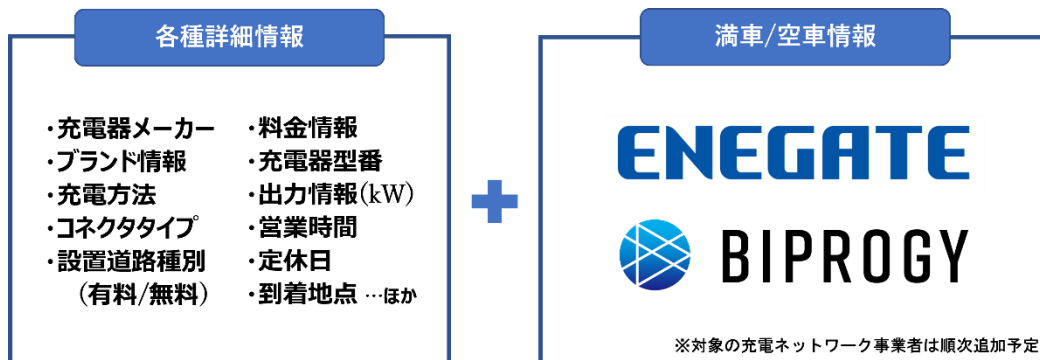 各種詳細情報
・充電器メーカー
・ブランド情報
・充電方法
・コネクタタイプ
・設置道路種別
(有料/無料)
・料金情報
・充電器型番
・出力情報(kW)
・営業時間
・定休日
・到着地点 …ほか
満車/空車情報
ENEGATE
BIPROGY
※対象の充電ネットワーク事業者は順次追加予定